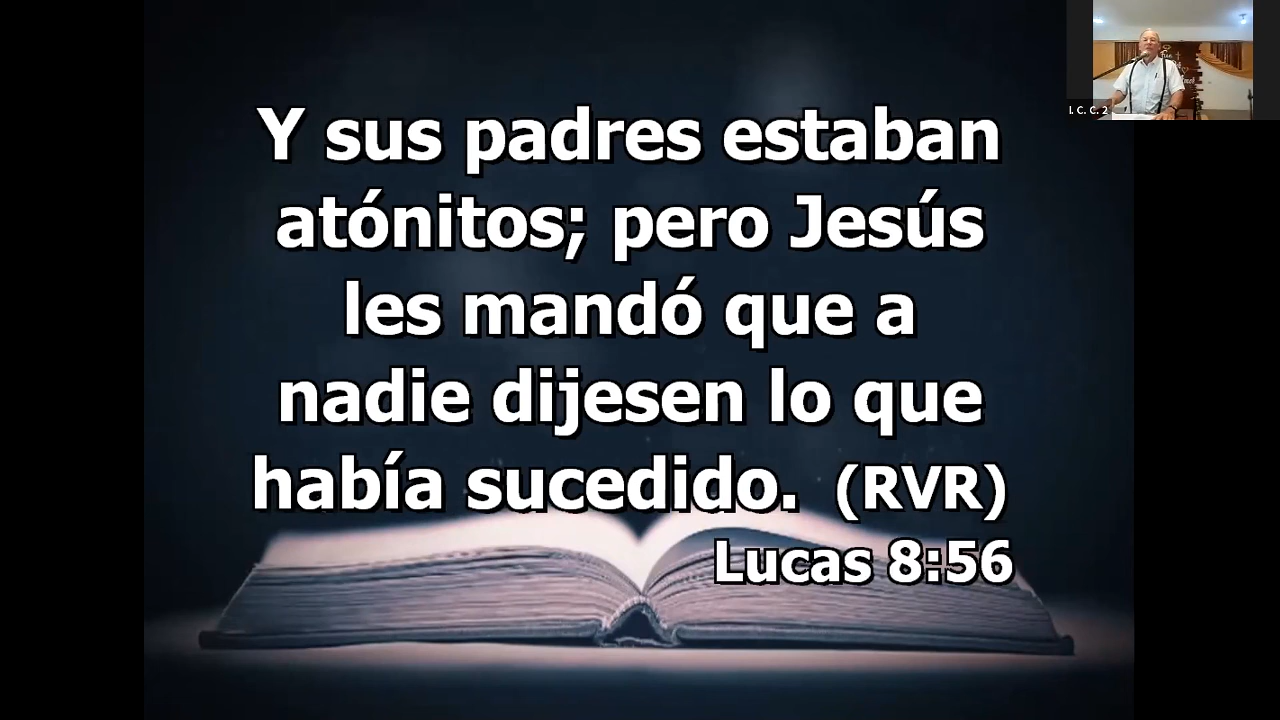 Y sus padres estaban
atónitos; pero Jesús
les mandó que a
nadie dijesen lo que
había sucedido. (RVR)
Lucas 8:56
I. C. C. 2